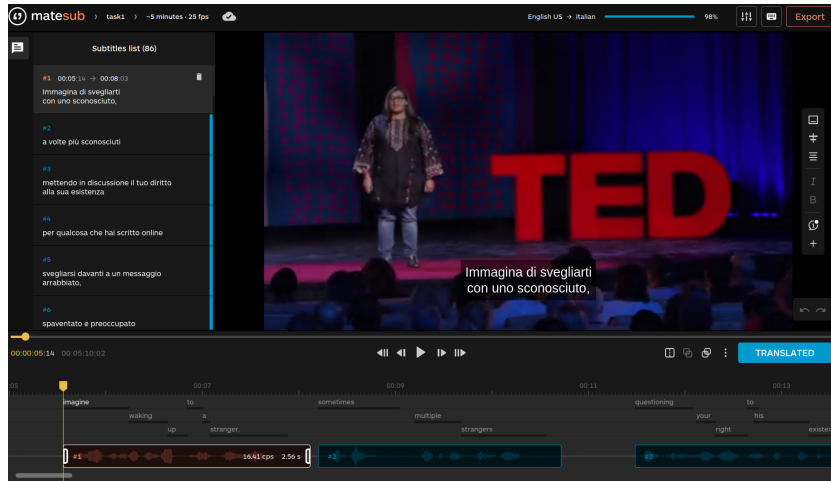 matesub > task1 > ~5 minutes · 25 fps
English US → Italian
98%
Export
Subtitles list (86)
#1 00:05:14 → 00:08:03
Immagina di svegliarti
con uno sconosciuto,
#2
a volte più sconosciuti
#3
mettendo in discussione il tuo diritto
alla sua esistenza
#4
per qualcosa che hai scritto online
#5
svegliarsi davanti a un messaggio
arrabbiato,
#6
spaventato e preoccupato
TED
Immagina di svegliarti
con uno sconosciuto,
I
B
00:00:05:14 00:05:10:02
TRANSLATED
:05 00:07 00:09 00:11 00:13
imagine to sometimes questioning to
waking a multiple your his
up stranger, strangers right existen
#1 16.41 cps 2.56 s #2 #3